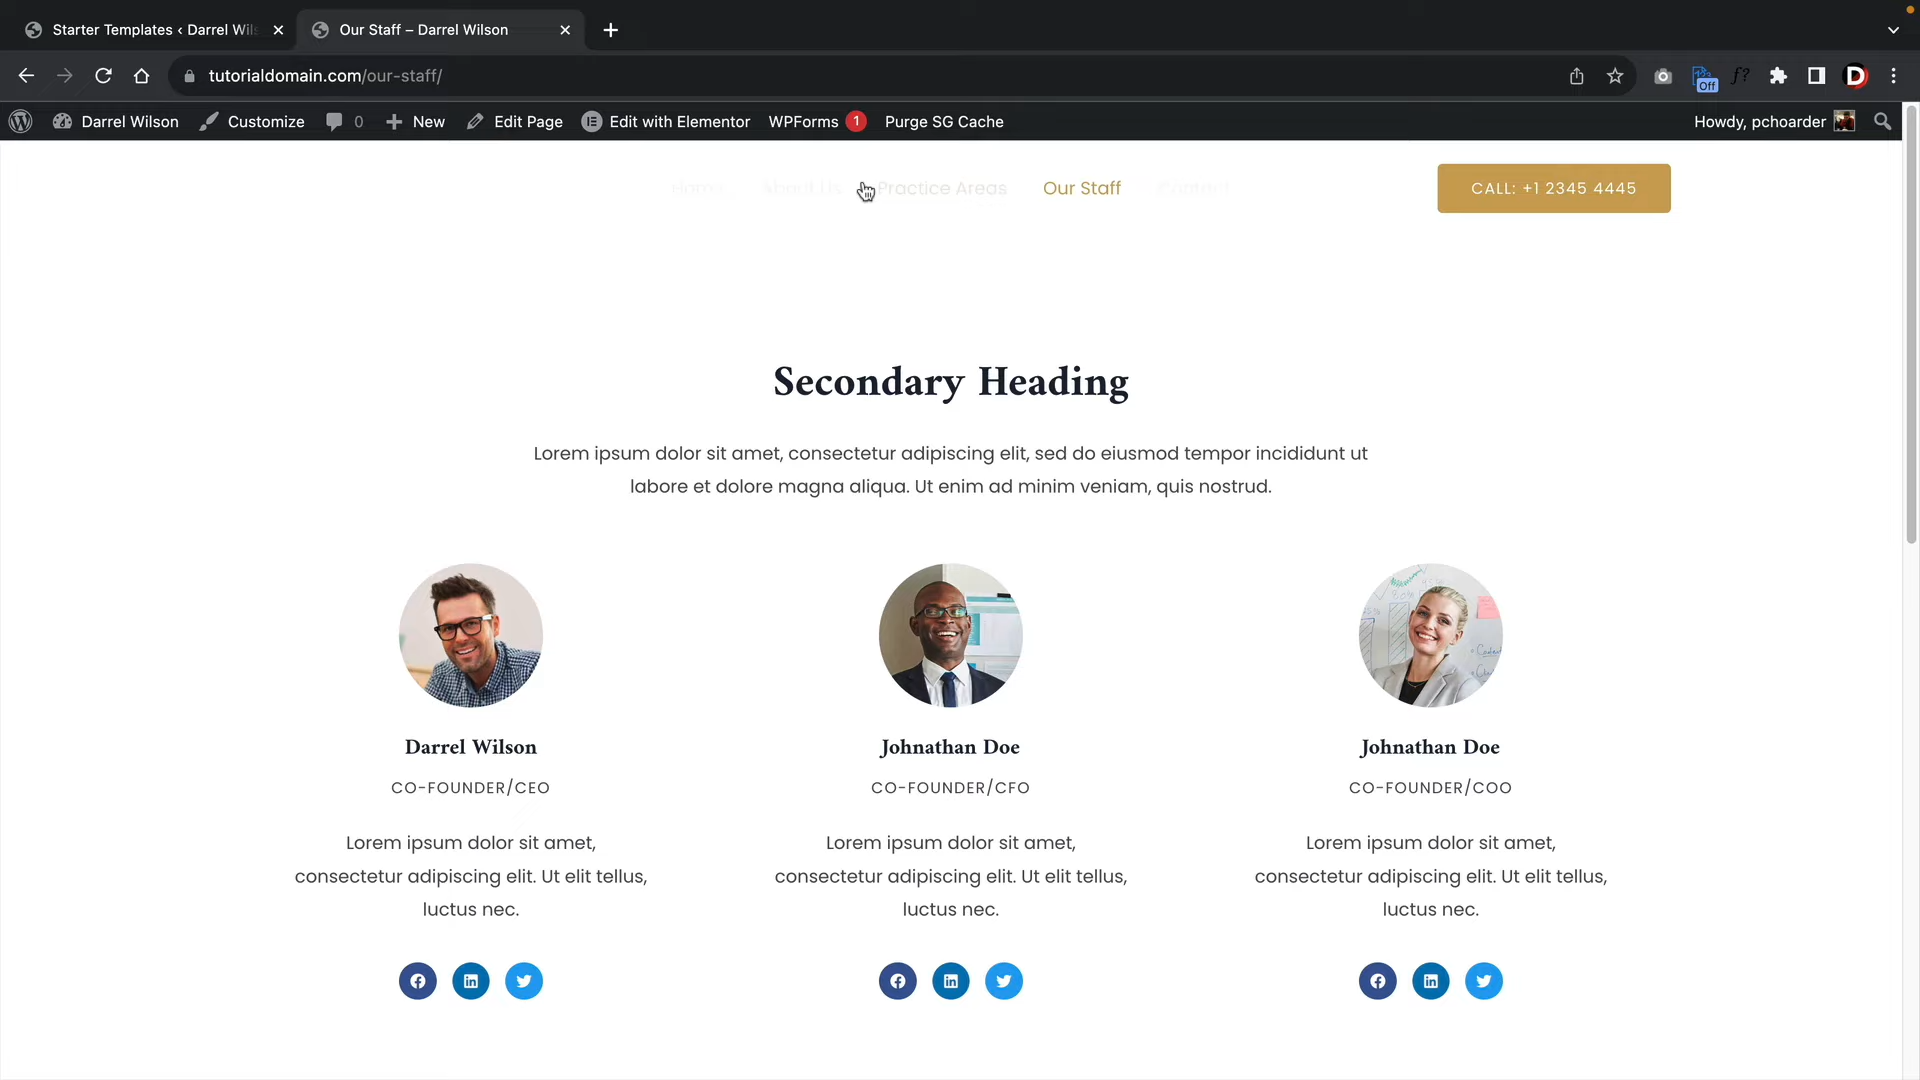 Starter Templates ‹ Darrel Wils
Our Staff – Darrel Wilson
tutorialdomain.com/our-staff/
Off
f?
D
Darrel Wilson
Customize
0
New
Edit Page
Edit with Elementor
WPForms 1
Purge SG Cache
Howdy, pchoarder
Home
About Us
Practice Areas
Our Staff
Contact
CALL: +1 2345 4445
Secondary Heading
Lorem ipsum dolor sit amet, consectetur adipiscing elit, sed do eiusmod tempor incididunt ut
labore et dolore magna aliqua. Ut enim ad minim veniam, quis nostrud.
Darrel Wilson
CO-FOUNDER/CEO
Lorem ipsum dolor sit amet,
consectetur adipiscing elit. Ut elit tellus,
luctus nec.
Johnathan Doe
CO-FOUNDER/CFO
Lorem ipsum dolor sit amet,
consectetur adipiscing elit. Ut elit tellus,
luctus nec.
Johnathan Doe
CO-FOUNDER/COO
Lorem ipsum dolor sit amet,
consectetur adipiscing elit. Ut elit tellus,
luctus nec.